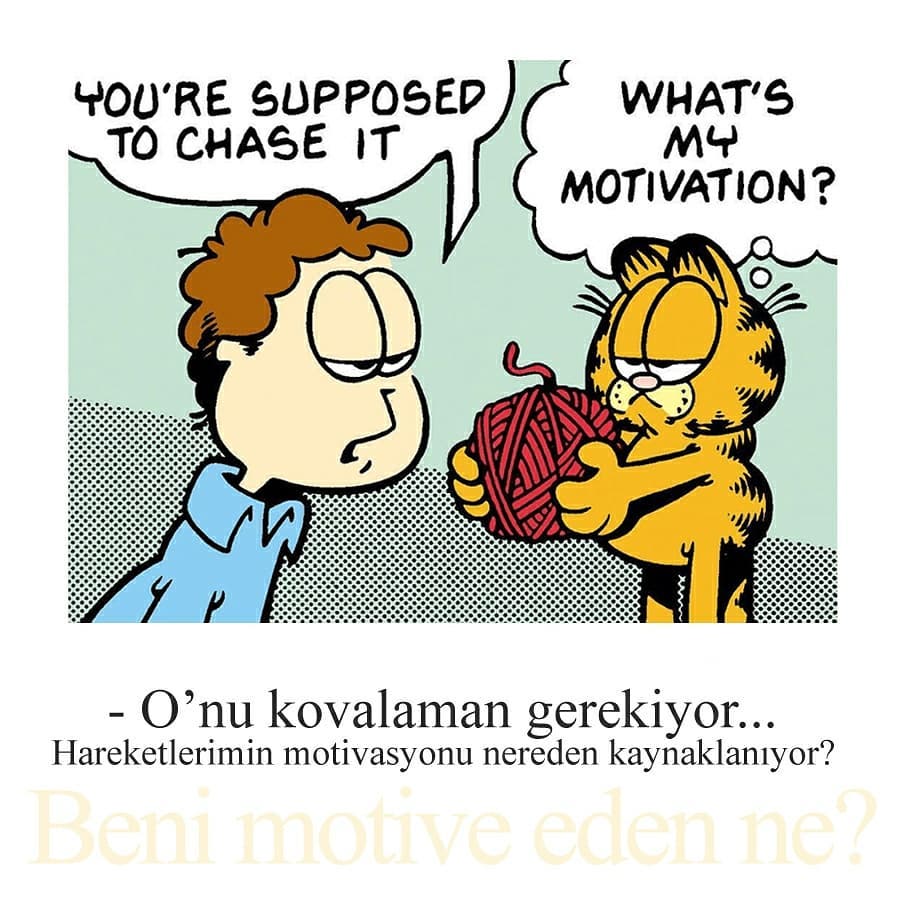 YOU'RE SUPPOSED
TO CHASE IT
WHAT'S
MY
MOTIVATION?
- O’nu kovalaman gerekiyor...
Hareketlerimin motivasyonu nereden kaynaklanıyor?
Beni motive eden ne?